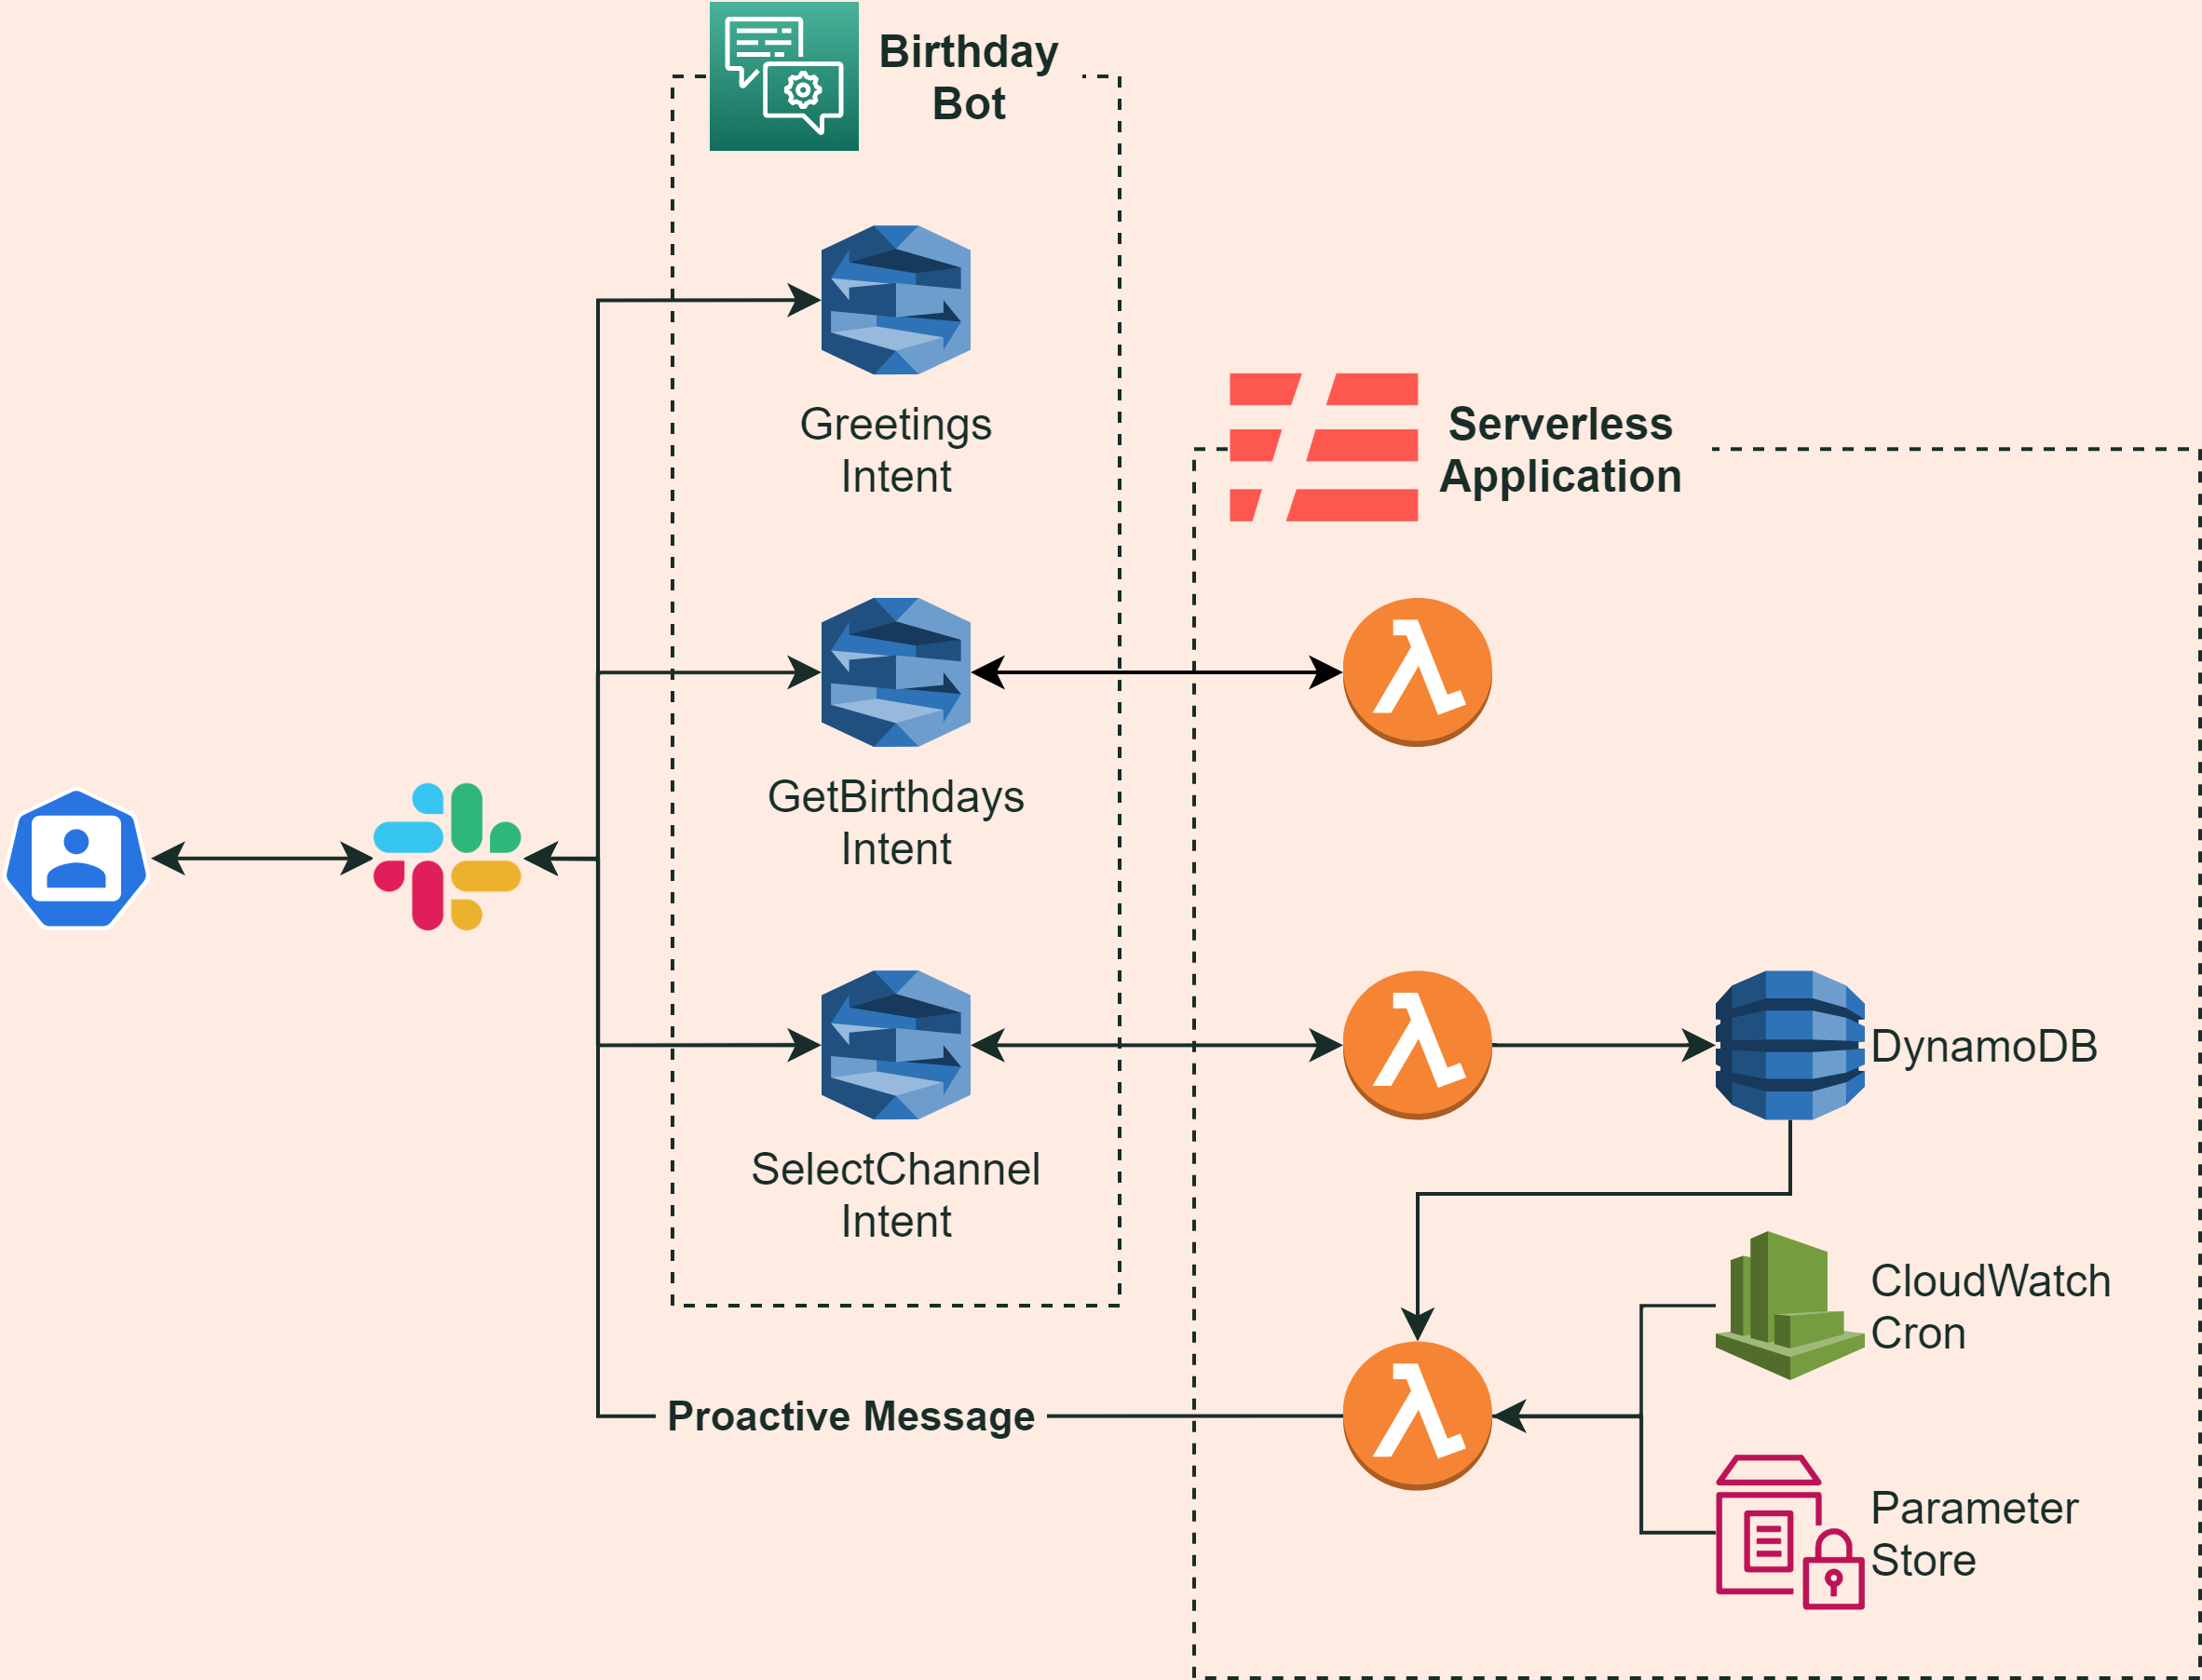 Birthday
Bot
Greetings
Intent
Serverless
Application
GetBirthdays
Intent
SelectChannel
Intent
DynamoDB
CloudWatch
Cron
Proactive Message
Parameter
Store